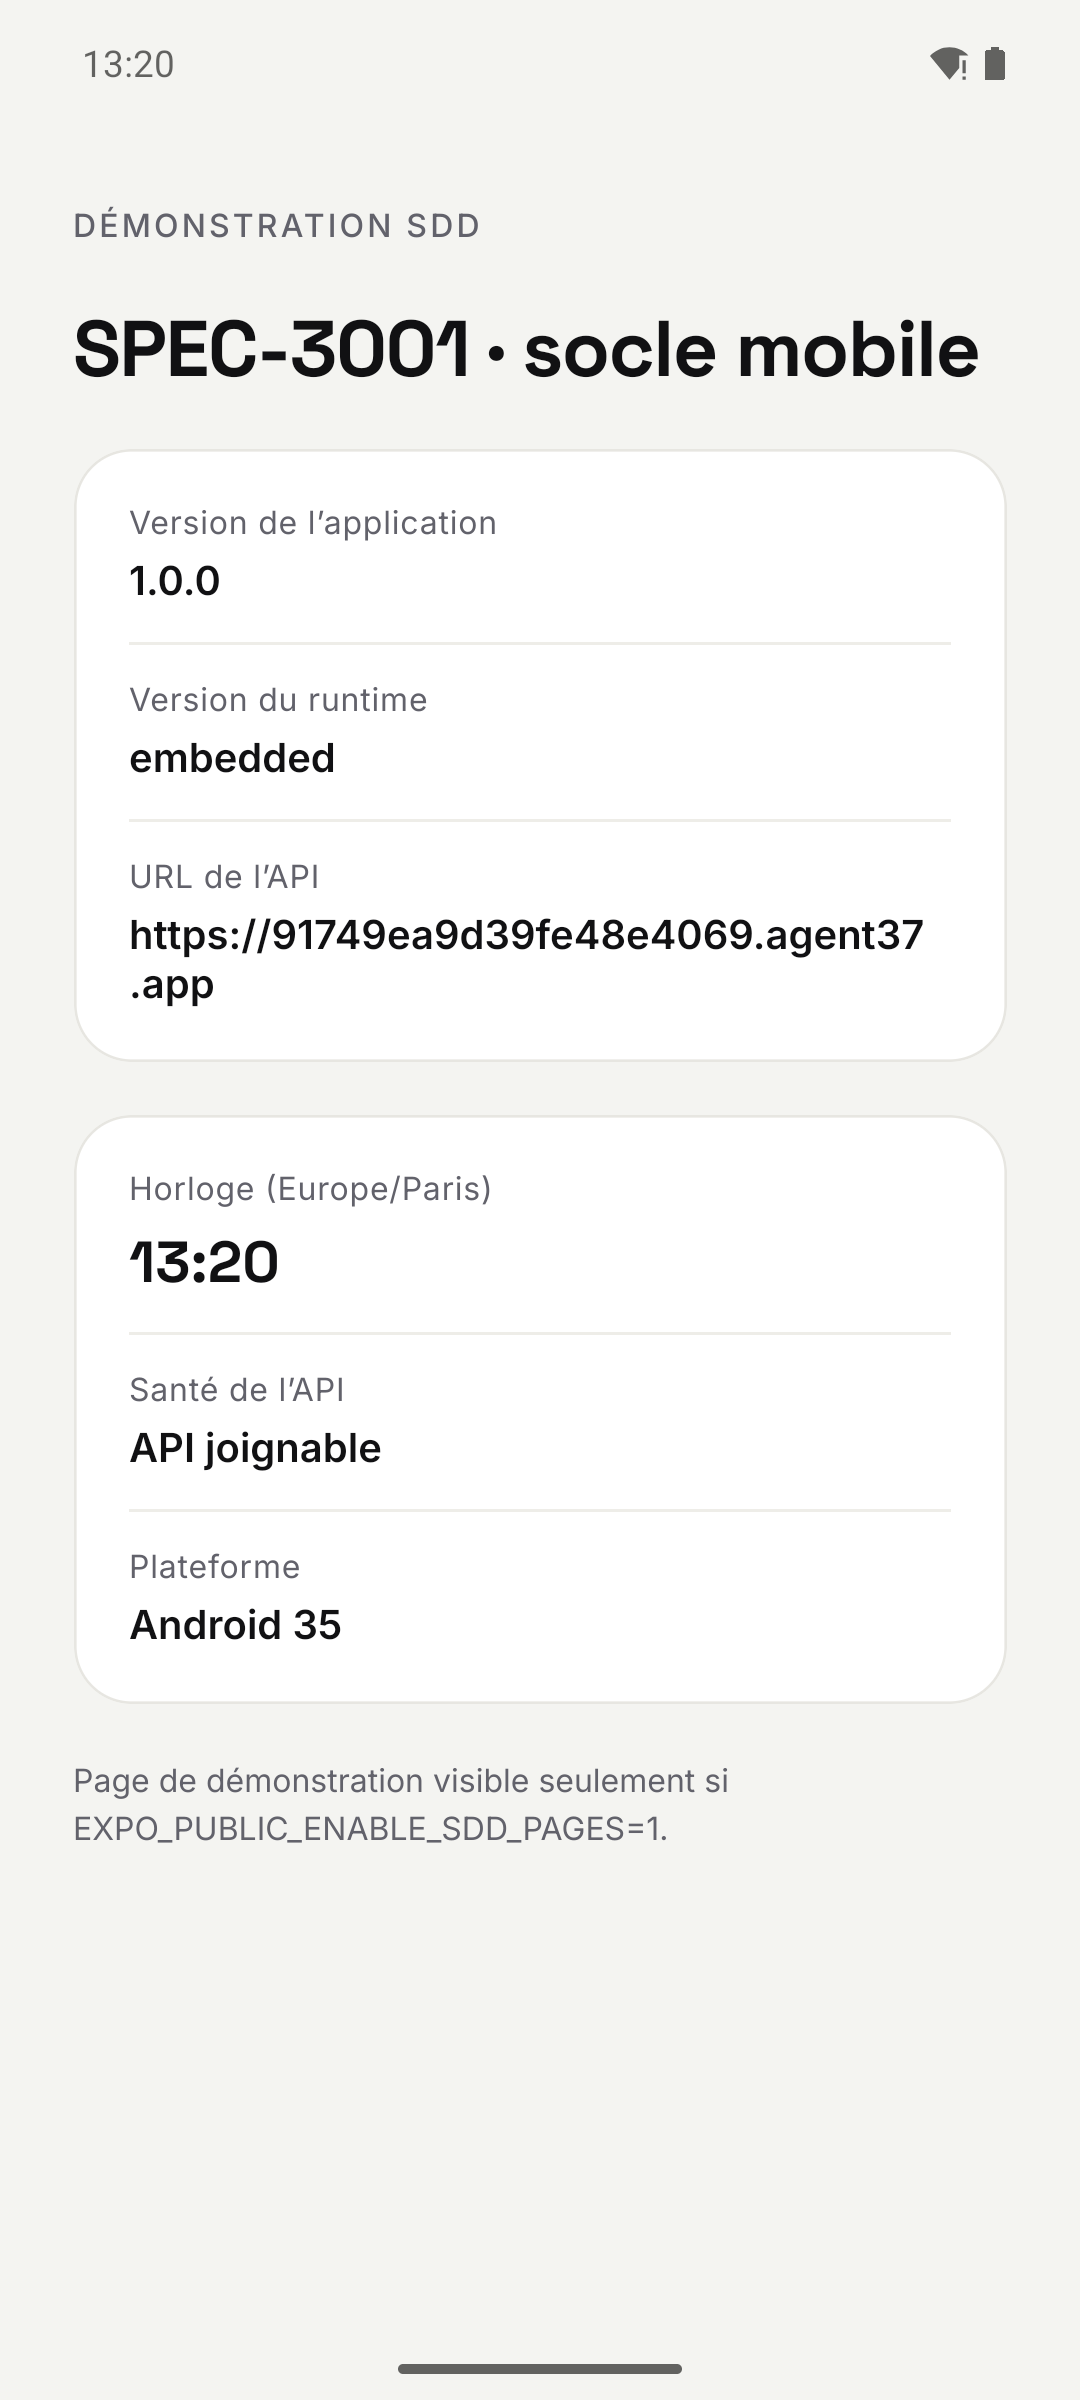 13:20
DÉMONSTRATION SDD
SPEC-3001 · socle mobile
Version de l’application
1.0.0
Version du runtime
embedded
URL de l’API
https://91749ea9d39fe48e4069.agent37
.app
Horloge (Europe/Paris)
13:20
Santé de l’API
API joignable
Plateforme
Android 35
Page de démonstration visible seulement si
EXPO_PUBLIC_ENABLE_SDD_PAGES=1.